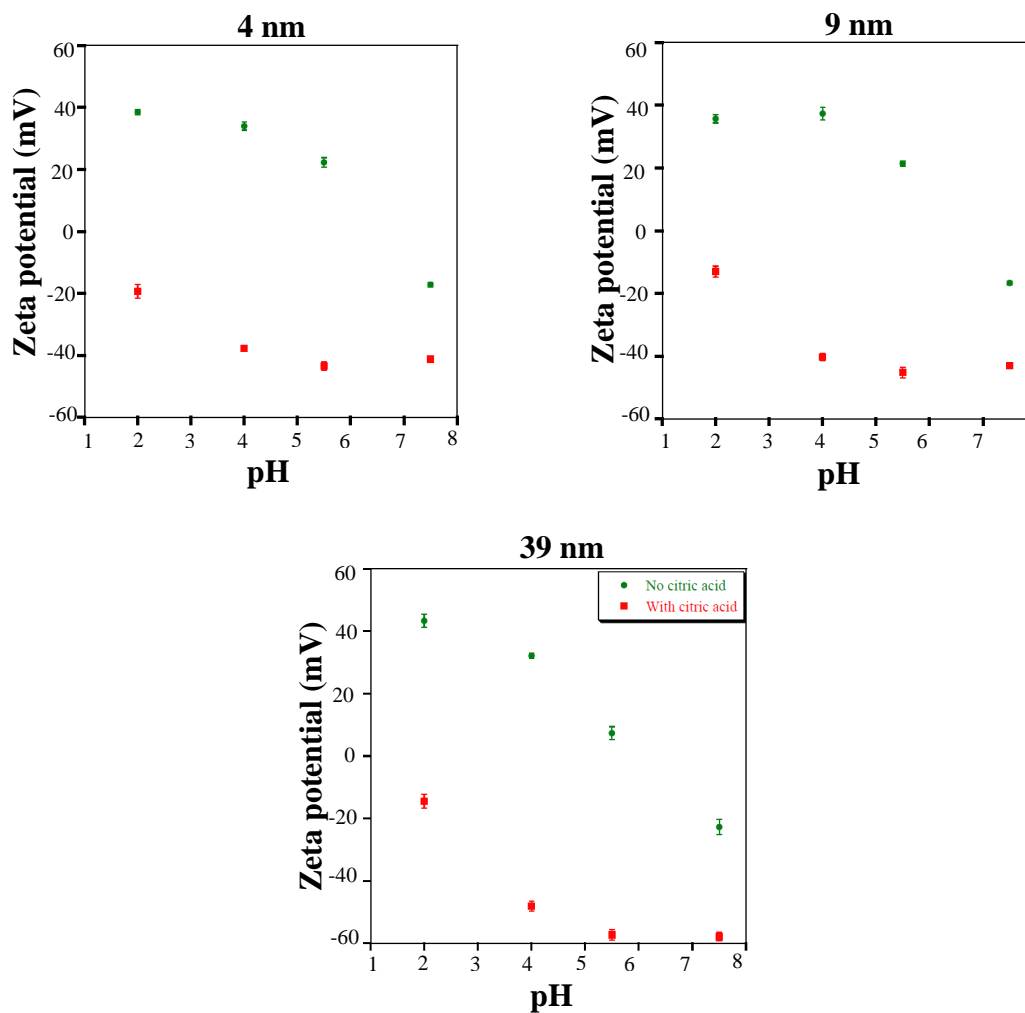 4 nm
Zeta potential (mV)
60
40
20
0
-20
-40
-60
1 2 3 4 5 6 7 8
pH
9 nm
Zeta potential (mV)
60
40
20
0
-20
-40
-60
1 2 3 4 5 6 7
pH
39 nm
Zeta potential (mV)
60
40
20
0
-20
-40
-60
No citric acid
With citric acid
1 2 3 4 5 6 7 8
pH